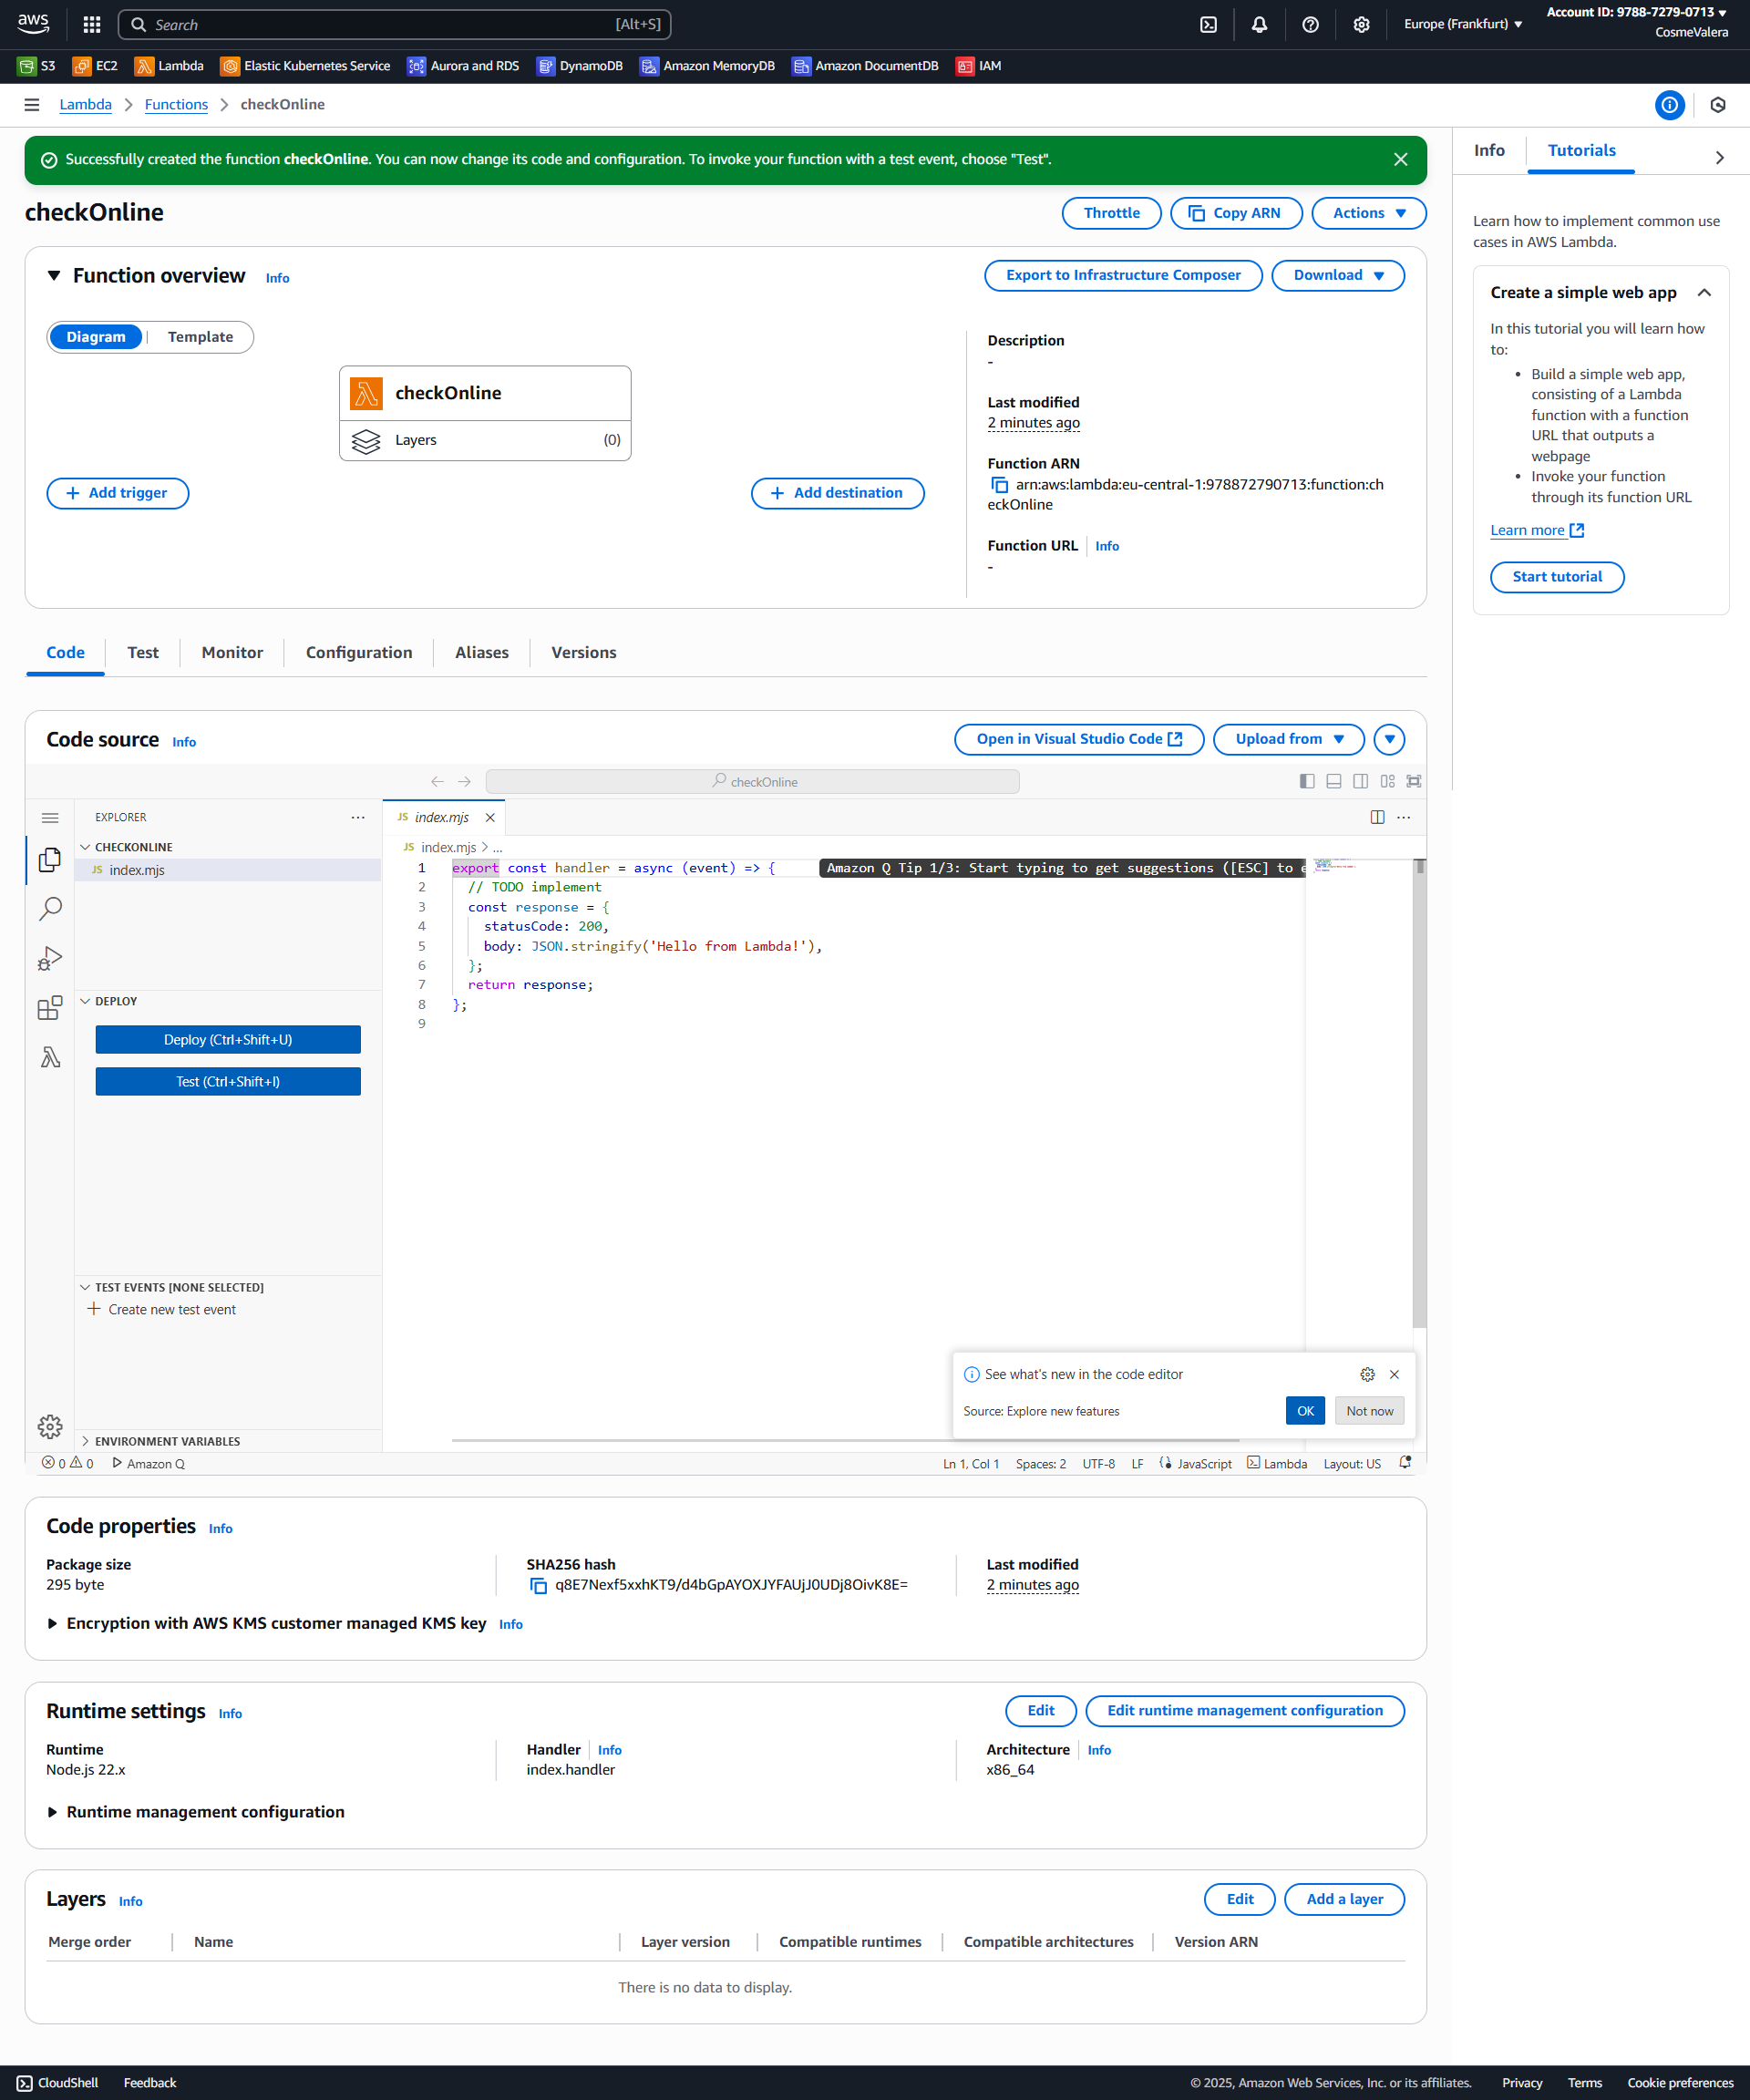 aws
Search
[Alt+S]
Europe (Frankfurt)
Account ID: 9788-7279-0713
CosmeValera
S3
EC2
Lambda
Elastic Kubernetes Service
Aurora and RDS
DynamoDB
Amazon MemoryDB
Amazon DocumentDB
IAM
Lambda
Functions
checkOnline
Successfully created the function checkOnline. You can now change its code and configuration. To invoke your function with a test event, choose "Test".
checkOnline
Throttle
Copy ARN
Actions
Function overview
Info
Export to Infrastructure Composer
Download
Diagram
Template
checkOnline
Layers
(0)
Add trigger
Add destination
Description
-
Last modified
2 minutes ago
Function ARN
arn:aws:lambda:eu-central-1:978872790713:function:ch
eckOnline
Function URL
Info
-
Info
Tutorials
Learn how to implement common use
cases in AWS Lambda.
Create a simple web app
In this tutorial you will learn how
to:
Build a simple web app,
consisting of a Lambda
function with a function
URL that outputs a
webpage
Invoke your function
through its function URL
Learn more
Start tutorial
Code
Test
Monitor
Configuration
Aliases
Versions
Code source
Info
Open in Visual Studio Code
Upload from
checkOnline
EXPLORER
CHECKONLINE
JS index.mjs
JS index.mjs
JS index.mjs > ...
1 export const handler = async (event) => {
Amazon Q Tip 1/3: Start typing to get suggestions ([ESC] to e
2 // TODO implement
3 const response = {
4 statusCode: 200,
5 body: JSON.stringify('Hello from Lambda!'),
6 };
7 return response;
8 };
9
DEPLOY
Deploy (Ctrl+Shift+U)
Test (Ctrl+Shift+I)
TEST EVENTS [NONE SELECTED]
Create new test event
See what's new in the code editor
Source: Explore new features
OK
Not now
ENVIRONMENT VARIABLES
0
0
Amazon Q
Ln 1, Col 1
Spaces: 2
UTF-8
LF
JavaScript
Lambda
Layout: US
Code properties
Info
Package size
295 byte
SHA256 hash
q8E7Nexf5xxhKT9/d4bGpAYOXJYFAUjJ0UDj8OivK8E=
Last modified
2 minutes ago
Encryption with AWS KMS customer managed KMS key
Info
Runtime settings
Info
Edit
Edit runtime management configuration
Runtime
Node.js 22.x
Handler
Info
index.handler
Architecture
Info
x86_64
Runtime management configuration
Layers
Info
Edit
Add a layer
Merge order
Name
Layer version
Compatible runtimes
Compatible architectures
Version ARN
There is no data to display.
CloudShell
Feedback
© 2025, Amazon Web Services, Inc. or its affiliates.
Privacy
Terms
Cookie preferences